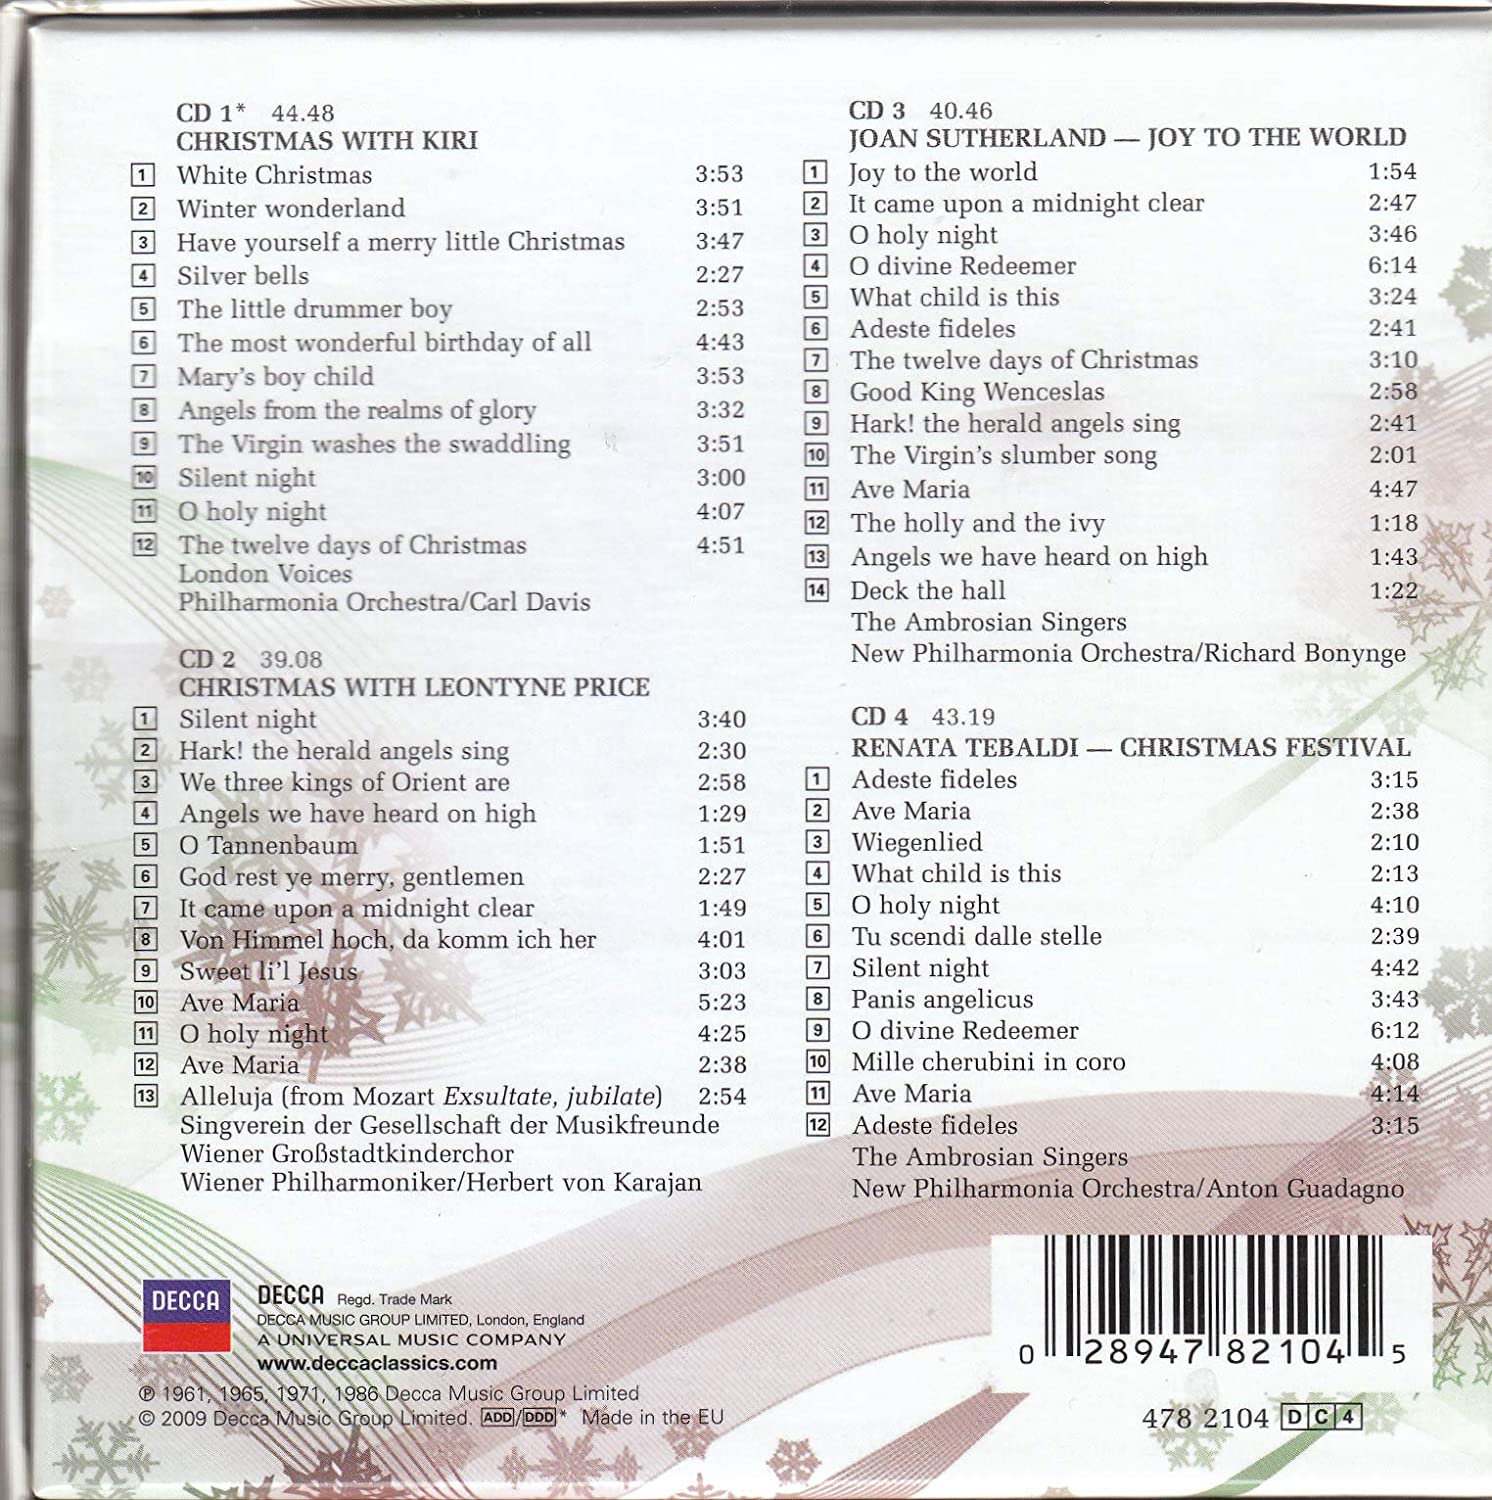 CD 1* 44.48
CHRISTMAS WITH KIRI
1 White Christmas 3:53
2 Winter wonderland 3:51
3 Have yourself a merry little Christmas 3:47
4 Silver bells 2:27
5 The little drummer boy 2:53
6 The most wonderful birthday of all 4:43
7 Mary's boy child 3:53
8 Angels from the realms of glory 3:32
9 The Virgin washes the swaddling 3:51
10 Silent night 3:00
11 O holy night 4:07
12 The twelve days of Christmas 4:51
London Voices
Philharmonia Orchestra/Carl Davis
CD 2 39.08
CHRISTMAS WITH LEONTYNE PRICE
1 Silent night 3:40
2 Hark! the herald angels sing 2:30
3 We three kings of Orient are 2:58
4 Angels we have heard on high 1:29
5 O Tannenbaum 1:51
6 God rest ye merry, gentlemen 2:27
7 It came upon a midnight clear 1:49
8 Von Himmel hoch, da komm ich her 4:01
9 Sweet li'l Jesus 3:03
10 Ave Maria 5:23
11 O holy night 4:25
12 Ave Maria 2:38
13 Alleluja (from Mozart Exsultate, jubilate) 2:54
Singverein der Gesellschaft der Musikfreunde
Wiener Großstadtkinderchor
Wiener Philharmoniker/Herbert von Karajan
CD 3 40.46
JOAN SUTHERLAND — JOY TO THE WORLD
1 Joy to the world 1:54
2 It came upon a midnight clear 2:47
3 O holy night 3:46
4 O divine Redeemer 6:14
5 What child is this 3:24
6 Adeste fideles 2:41
7 The twelve days of Christmas 3:10
8 Good King Wenceslas 2:58
9 Hark! the herald angels sing 2:41
10 The Virgin's slumber song 2:01
11 Ave Maria 4:47
12 The holly and the ivy 1:18
13 Angels we have heard on high 1:43
14 Deck the hall 1:22
The Ambrosian Singers
New Philharmonia Orchestra/Richard Bonynge
CD 4 43.19
RENATA TEBALDI — CHRISTMAS FESTIVAL
1 Adeste fideles 3:15
2 Ave Maria 2:38
3 Wiegenlied 2:10
4 What child is this 2:13
5 O holy night 4:10
6 Tu scendi dalle stelle 2:39
7 Silent night 4:42
8 Panis angelicus 3:43
9 O divine Redeemer 6:12
10 Mille cherubini in coro 4:08
11 Ave Maria 4:14
12 Adeste fideles 3:15
The Ambrosian Singers
New Philharmonia Orchestra/Anton Guadagno
DECCA
DECCA Regd. Trade Mark
DECCA MUSIC GROUP LIMITED, London, England
A UNIVERSAL MUSIC COMPANY
www.deccaclassics.com
℗ 1961, 1965, 1971, 1986 Decca Music Group Limited
© 2009 Decca Music Group Limited. ADD/DDD* Made in the EU
0 28947 82104 5
478 2104 DC4